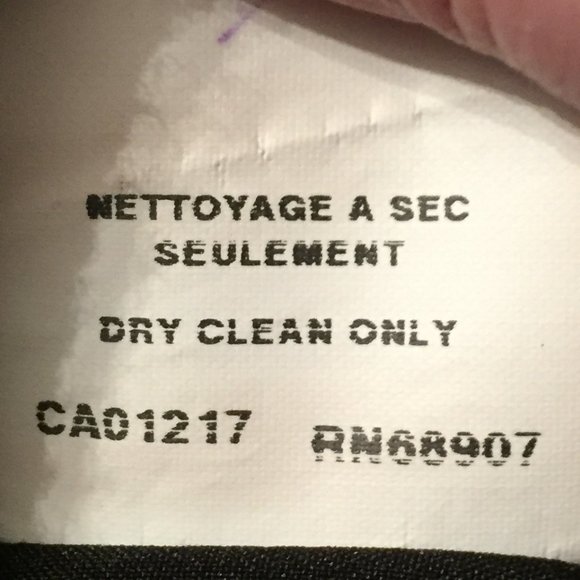 NETTOYAGE A SEC
SEULEMENT
DRY CLEAN ONLY
CA01217 RN68907